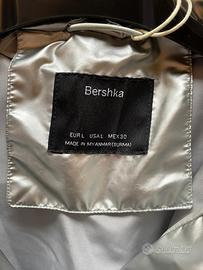 Bershka
EUR L USA L MEX 30
MADE IN MYANMAR (BURMA)